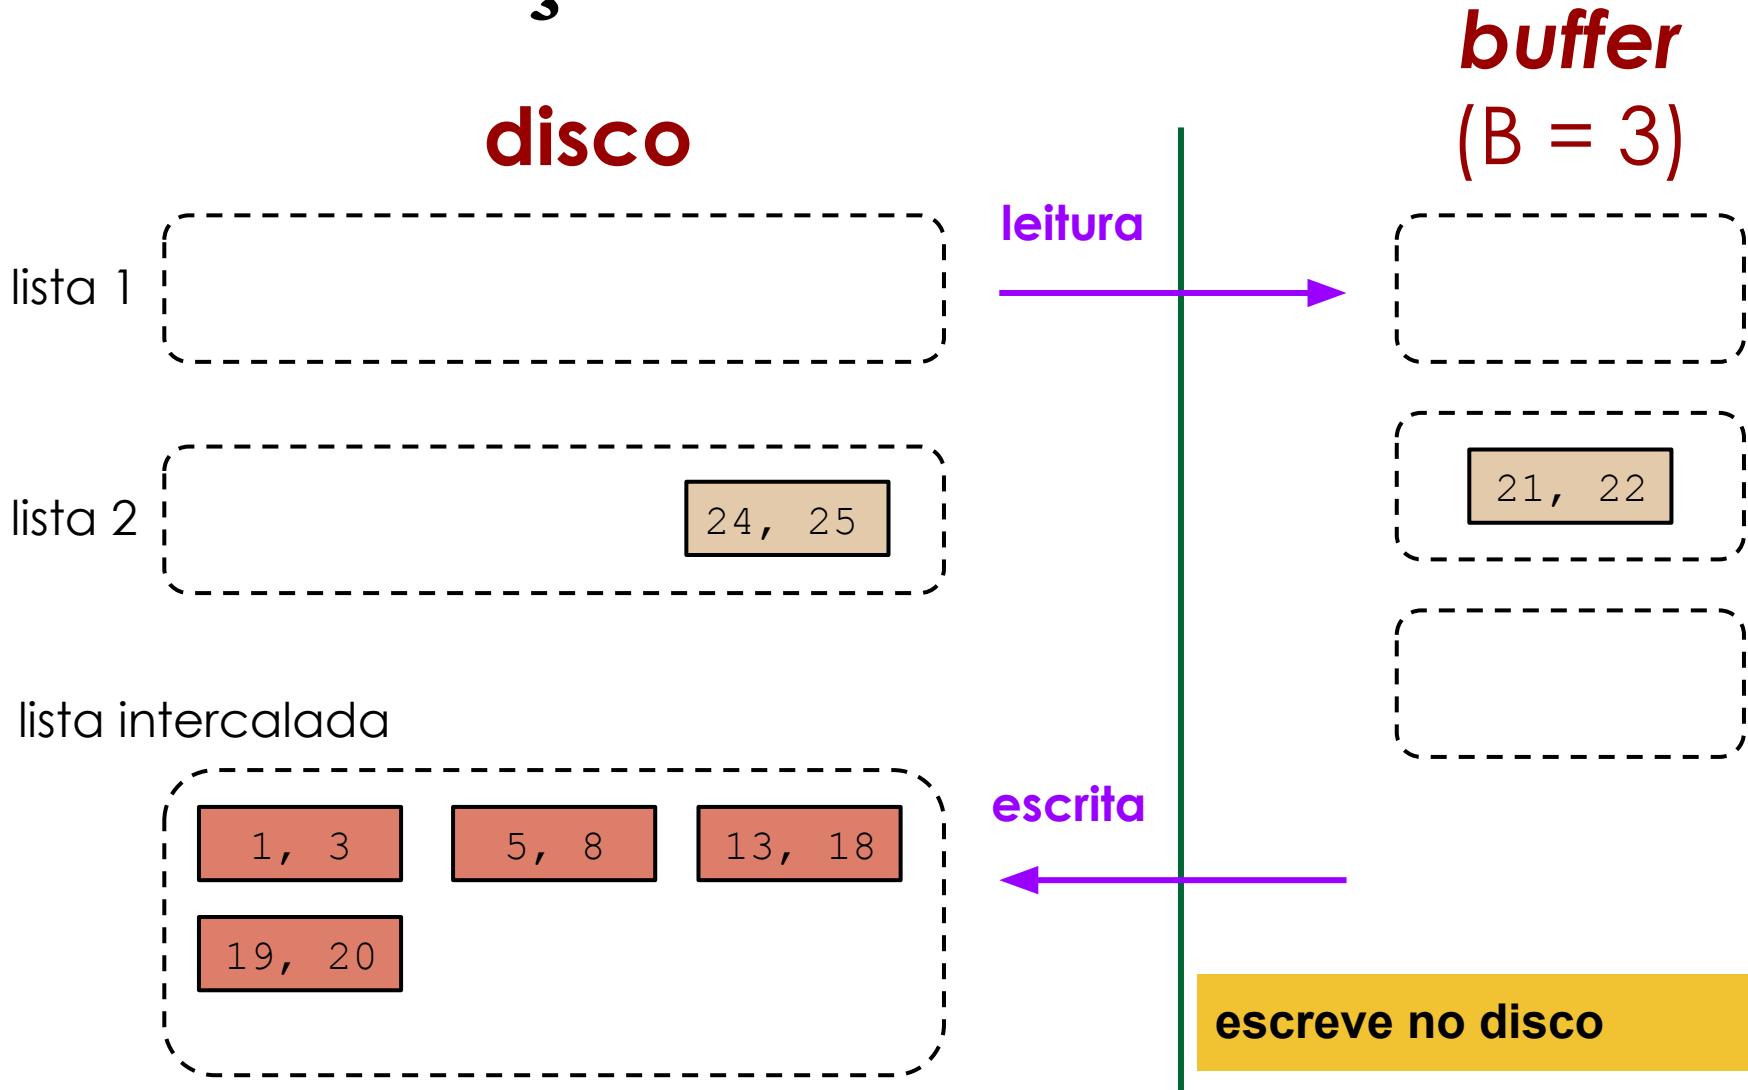 buffer
(B = 3)
disco
leitura
lista 1
lista 2
24, 25
21, 22
lista intercalada
escrita
1, 3
5, 8
13, 18
19, 20
escreve no disco